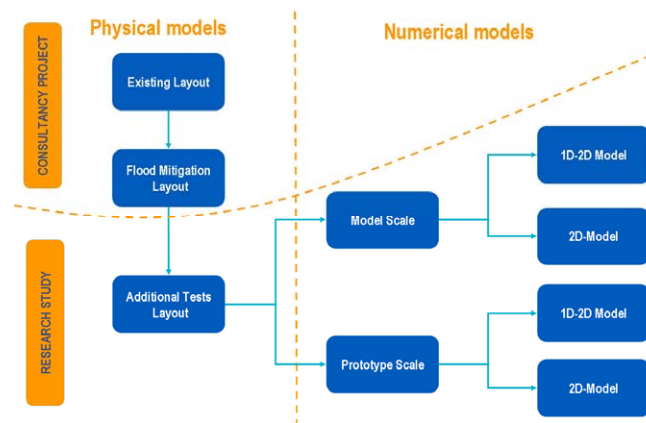 Physical models
Numerical models
CONSULTANCY PROJECT
Existing Layout
Flood Mitigation
Layout
1D-2D Model
Model Scale
2D-Model
RESEARCH STUDY
Additional Tests
Layout
1D-2D Model
Prototype Scale
2D-Model